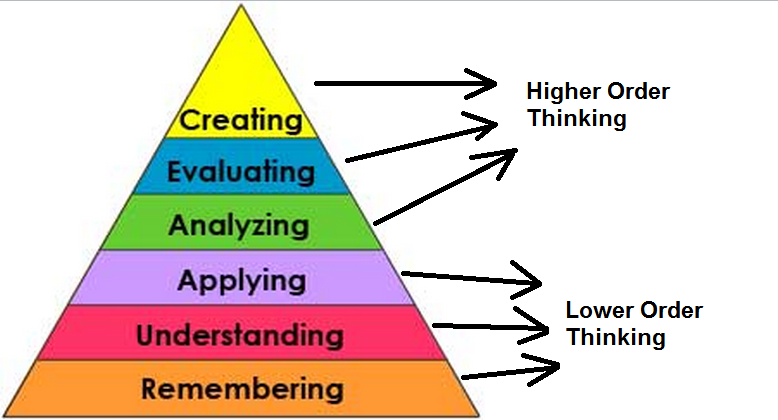 Creating
Evaluating
Analyzing
Applying
Understanding
Remembering
Higher Order
Thinking
Lower Order
Thinking